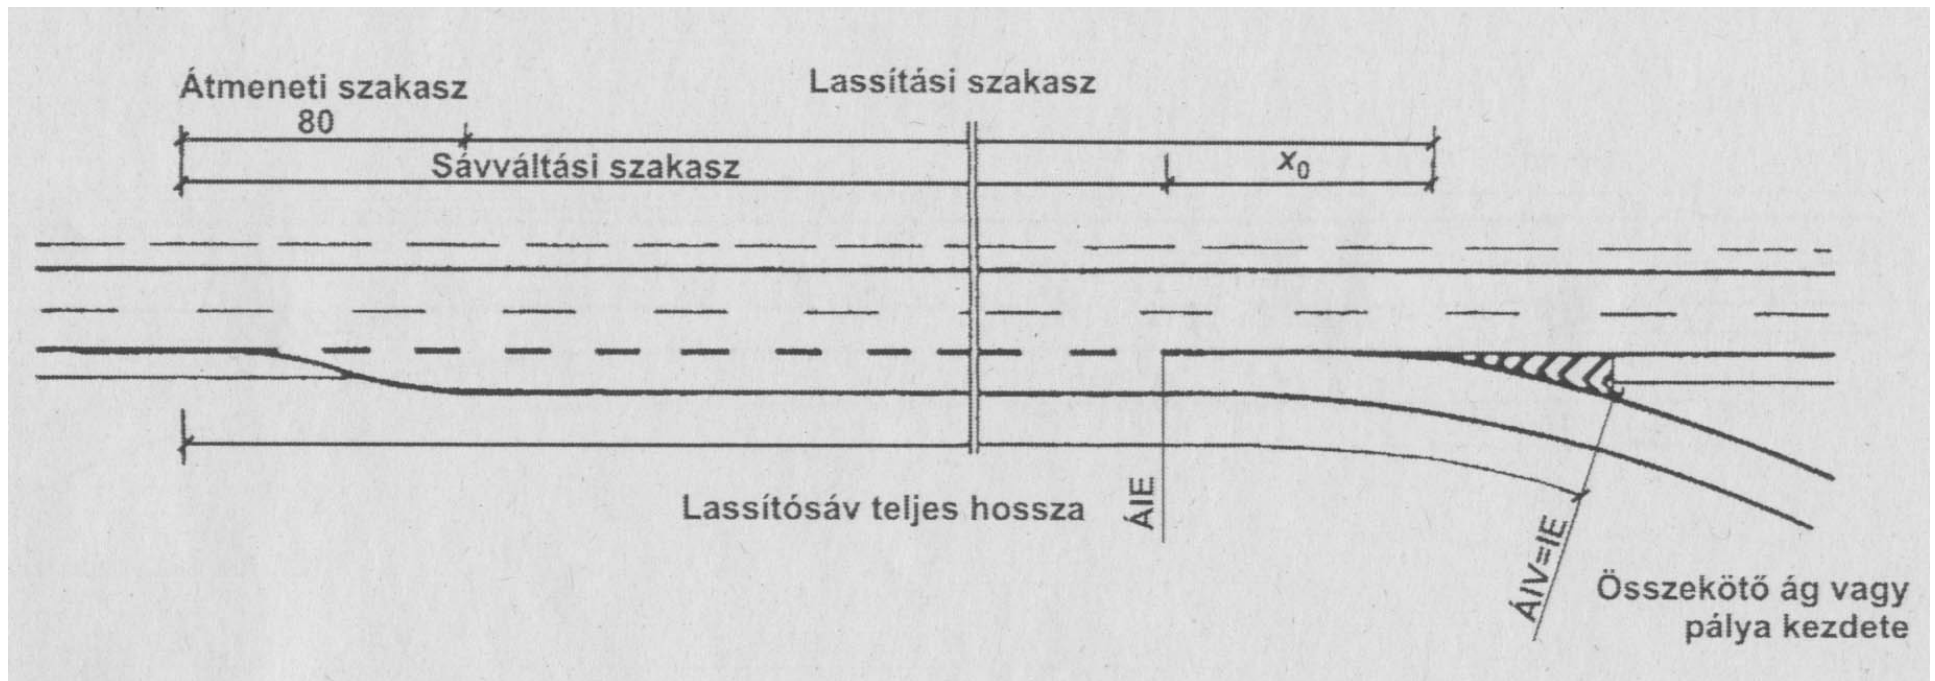 Átmeneti szakasz
80
Lassítási szakasz
Sávváltási szakasz
x₀
Lassítósáv teljes hossza
ÁIE
ÁIV=IE
Összekötő ág vagy
pálya kezdete